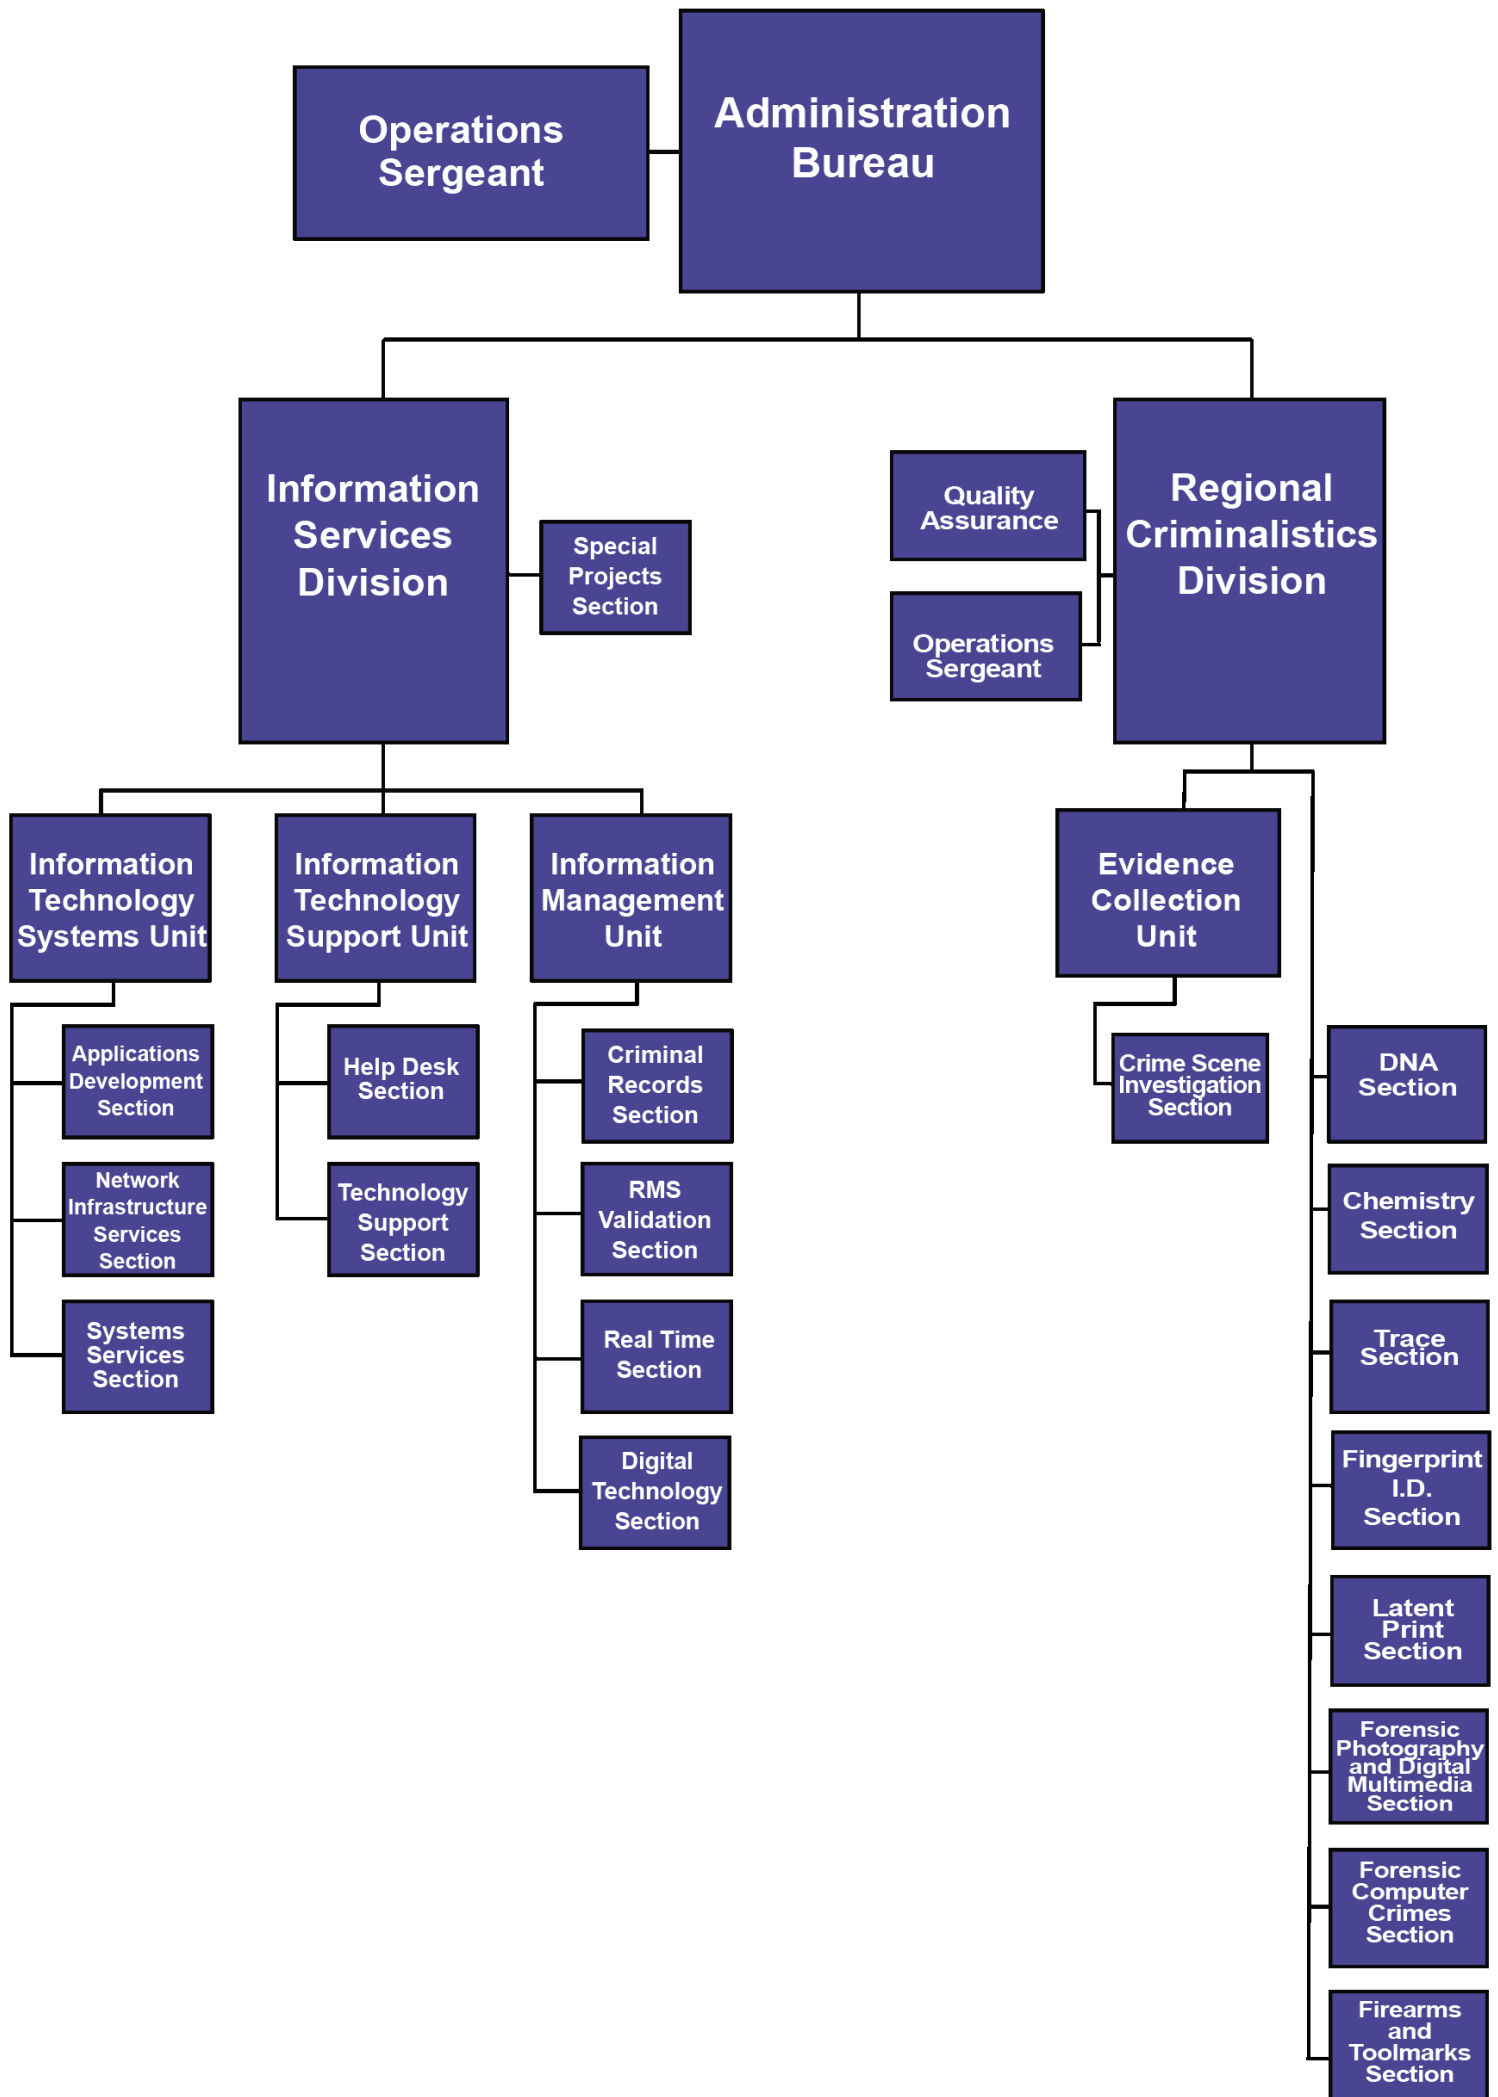 Administration
Bureau
Operations
Sergeant
Information
Services
Division
Special
Projects
Section
Quality
Assurance
Operations
Sergeant
Regional
Criminalistics
Division
Information
Technology
Systems Unit
Information
Technology
Support Unit
Information
Management
Unit
Evidence
Collection
Unit
Applications
Development
Section
Network
Infrastructure
Services
Section
Systems
Services
Section
Help Desk
Section
Technology
Support
Section
Criminal
Records
Section
RMS
Validation
Section
Real Time
Section
Digital
Technology
Section
Crime Scene
Investigation
Section
DNA
Section
Chemistry
Section
Trace
Section
Fingerprint
I.D.
Section
Latent
Print
Section
Forensic
Photography
and Digital
Multimedia
Section
Forensic
Computer
Crimes
Section
Firearms
and
Toolmarks
Section